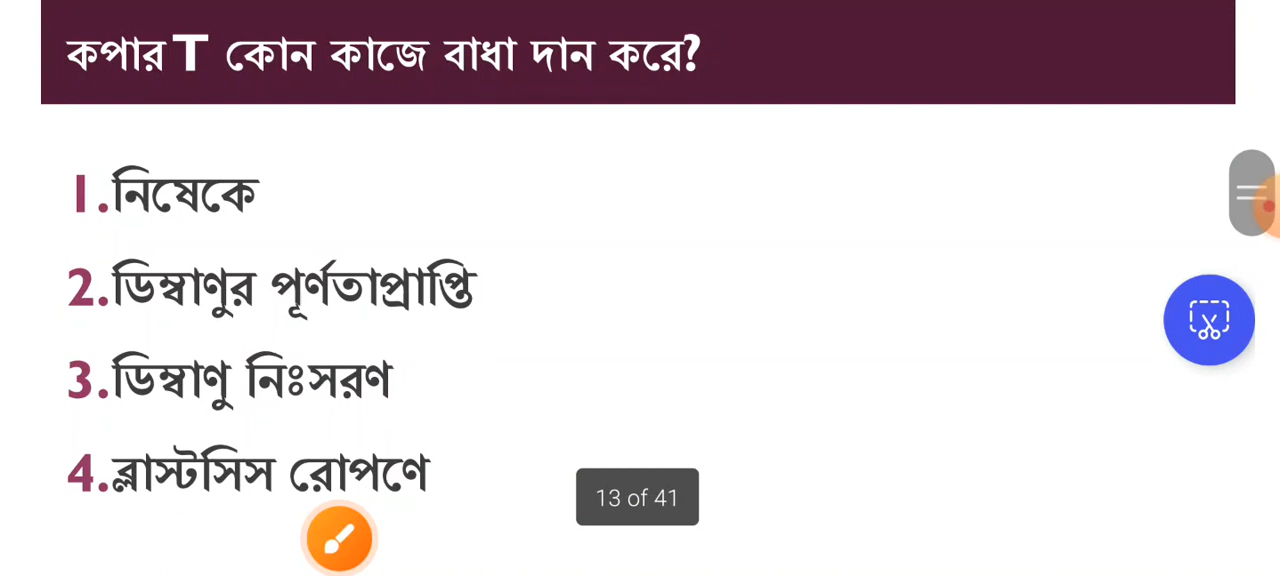 কপার T কোন কাজে বাধা দান করে?
1.নিষেকে
2.ডিম্বাণুর পূর্ণতাপ্রাপ্তি
3.ডিম্বাণু নিঃসরণ
4.ব্লাস্টসিস রোপণে
13 of 41